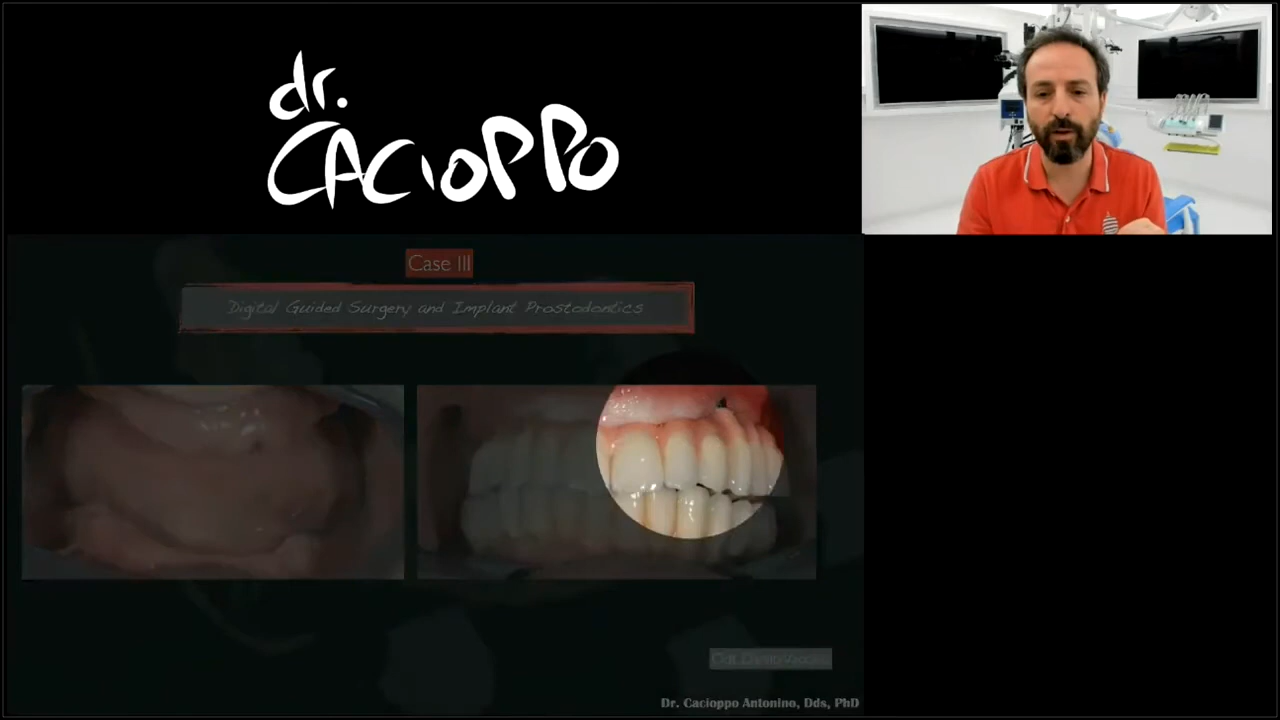 dr.
CACIOPPO
Case III
Digital Guided Surgery and Implant Prostodontics
Dr. Cacioppo Antonino, Dds, PhD